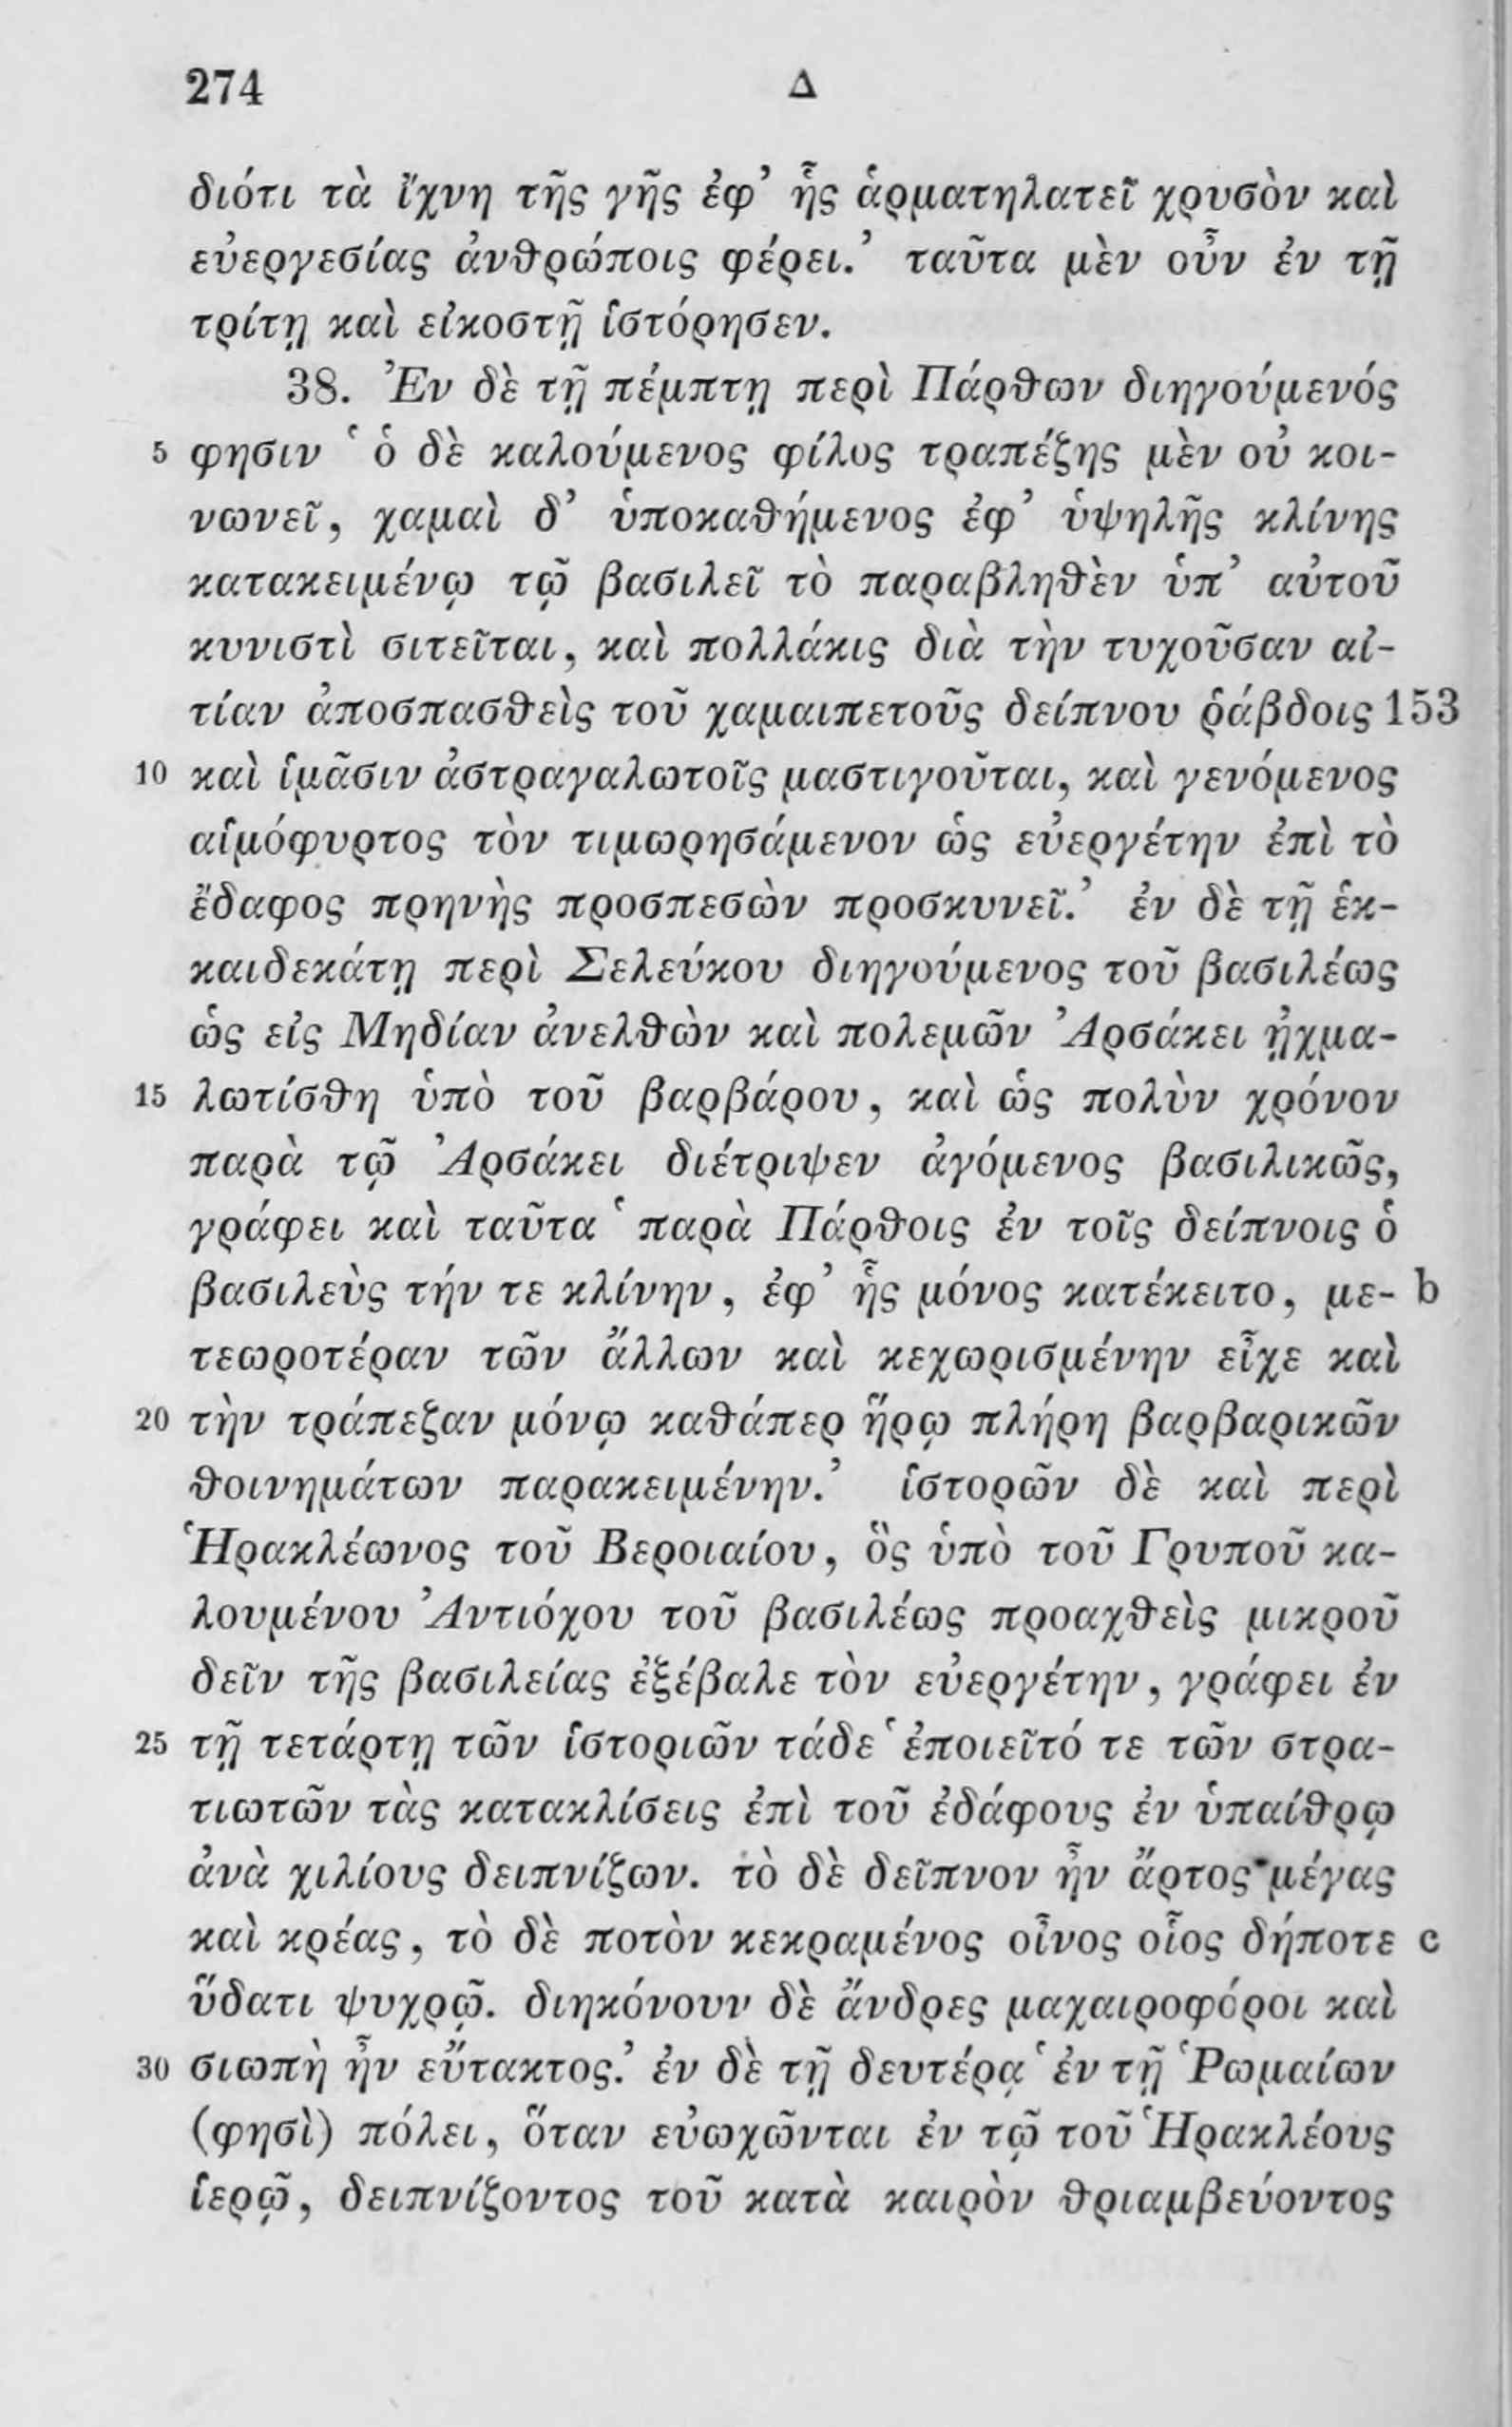 274 Δ
διότι τὰ ἴχνη τῆς γῆς ἐφ’ ἧς ἁρματηλατεῖ χρυσὸν καὶ
εὐεργεσίας ἀνθρώποις φέρει.’ ταῦτα μὲν οὖν ἐν τῇ
τρίτῃ καὶ εἰκοστῇ ἱστόρησεν.
38. Ἐν δὲ τῇ πέμπτῃ περὶ Πάρθων διηγούμενός
5 φησιν ‘ὁ δὲ καλούμενος φίλος τραπέζης μὲν οὐ κοι-
νωνεῖ, χαμαὶ δ’ ὑποκαθήμενος ἐφ’ ὑψηλῆς κλίνης
κατακειμένῳ τῷ βασιλεῖ τὸ παραβληθὲν ὑπ’ αὐτοῦ
κυνιστὶ σιτεῖται, καὶ πολλάκις διὰ τὴν τυχοῦσαν αἰ-
τίαν ἀποσπασθεὶς τοῦ χαμαιπετοῦς δείπνου ῥάβδοις 153
10 καὶ ἱμᾶσιν ἀστραγαλωτοῖς μαστιγοῦται, καὶ γενόμενος
αἱμόφυρτος τὸν τιμωρησάμενον ὡς εὐεργέτην ἐπὶ τὸ
ἔδαφος πρηνὴς προσπεσὼν προσκυνεῖ.’ ἐν δὲ τῇ ἑκ-
καιδεκάτῃ περὶ Σελεύκου διηγούμενος τοῦ βασιλέως
ὡς εἰς Μηδίαν ἀνελθὼν καὶ πολεμῶν Ἀρσάκει ᾐχμα-
15 λωτίσθη ὑπὸ τοῦ βαρβάρου, καὶ ὡς πολὺν χρόνον
παρὰ τῷ Ἀρσάκει διέτριψεν ἀγόμενος βασιλικῶς,
γράφει καὶ ταῦτα ‘παρὰ Πάρθοις ἐν τοῖς δείπνοις ὁ
βασιλεὺς τήν τε κλίνην, ἐφ’ ἧς μόνος κατέκειτο, με- b
τεωροτέραν τῶν ἄλλων καὶ κεχωρισμένην εἶχε καὶ
20 τὴν τράπεζαν μόνῳ καθάπερ ἥρῳ πλήρη βαρβαρικῶν
θοινημάτων παρακειμένην.’ ἱστορῶν δὲ καὶ περὶ
Ἡρακλέωνος τοῦ Βεροιαίου, ὃς ὑπὸ τοῦ Γρυποῦ κα-
λουμένου Ἀντιόχου τοῦ βασιλέως προαχθεὶς μικροῦ
δεῖν τῆς βασιλείας ἐξέβαλε τὸν εὐεργέτην, γράφει ἐν
25 τῇ τετάρτῃ τῶν ἱστοριῶν τάδε ‘ἐποιεῖτό τε τῶν στρα-
τιωτῶν τὰς κατακλίσεις ἐπὶ τοῦ ἐδάφους ἐν ὑπαίθρῳ
ἀνὰ χιλίους δειπνίζων. τὸ δὲ δεῖπνον ἦν ἄρτος μέγας
καὶ κρέας, τὸ δὲ ποτὸν κεκραμένος οἶνος οἷος δήποτε c
ὕδατι ψυχρῷ. διηκόνουν δὲ ἄνδρες μαχαιροφόροι καὶ
30 σιωπὴ ἦν εὔτακτος.’ ἐν δὲ τῇ δευτέρᾳ ‘ἐν τῇ Ῥωμαίων
(φησὶ) πόλει, ὅταν εὐωχῶνται ἐν τῷ τοῦ Ἡρακλέους
ἱερῷ, δειπνίζοντος τοῦ κατὰ καιρὸν θριαμβεύοντος